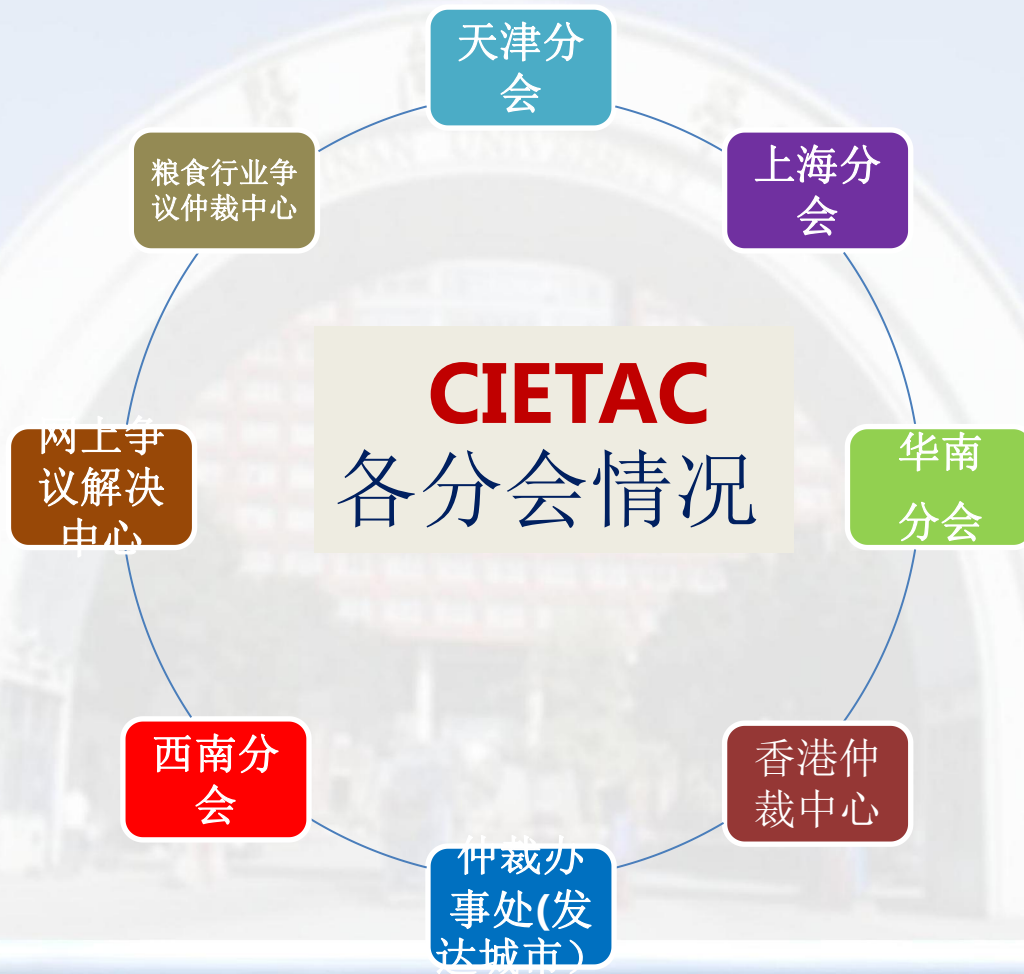 天津分
会
上海分
会
华南
分会
香港仲
裁中心
仲裁办
事处(发
达城市）
西南分
会
网上争
议解决
中心
粮食行业争
议仲裁中心
CIETAC
各分会情况